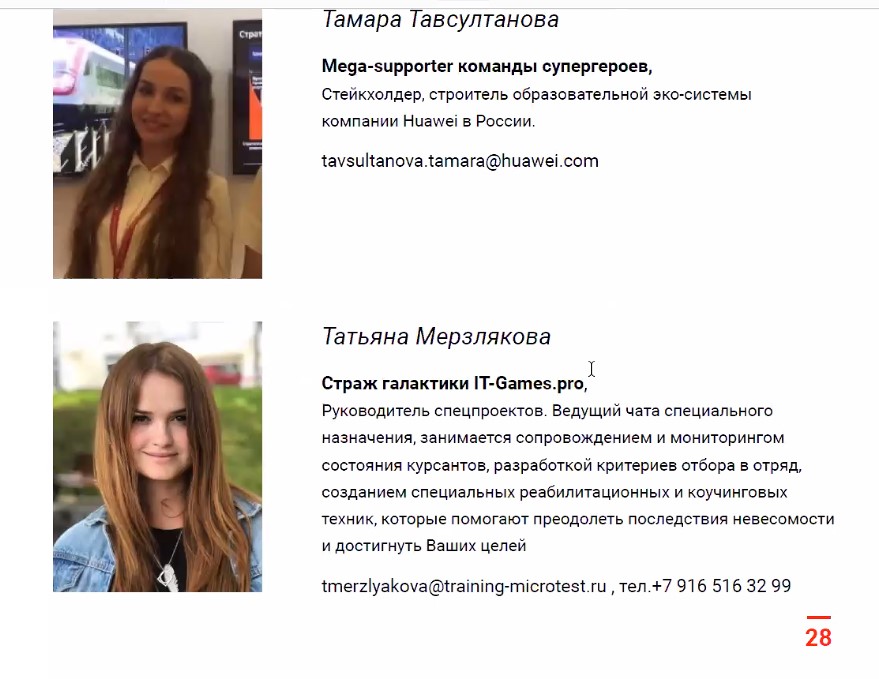 Тамара Тавсултанова
Mega-supporter команды супергероев,
Стейкхолдер, строитель образовательной эко-системы
компании Huawei в России.
tavsultanova.tamara@huawei.com
Татьяна Мерзлякова
Страж галактики IT-Games.pro,
Руководитель спецпроектов. Ведущий чата специального
назначения, занимается сопровождением и мониторингом
состояния курсантов, разработкой критериев отбора в отряд,
созданием специальных реабилитационных и коучинговых
техник, которые помогают преодолеть последствия невесомости
и достигнуть Ваших целей
tmerzlyakova@training-microtest.ru , тел.+7 916 516 32 99
28